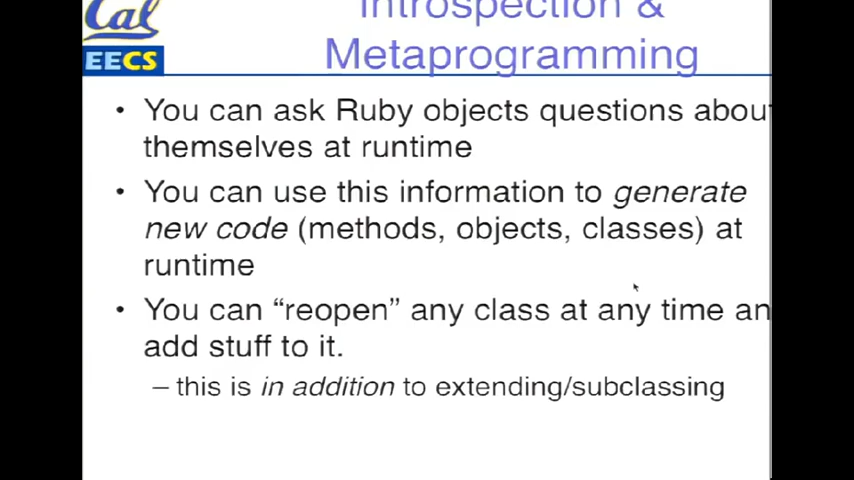 Cal
EECS
Introspection &
Metaprogramming
• You can ask Ruby objects questions about
themselves at runtime
• You can use this information to generate
new code (methods, objects, classes) at
runtime
• You can “reopen” any class at any time an
add stuff to it.
– this is in addition to extending/subclassing